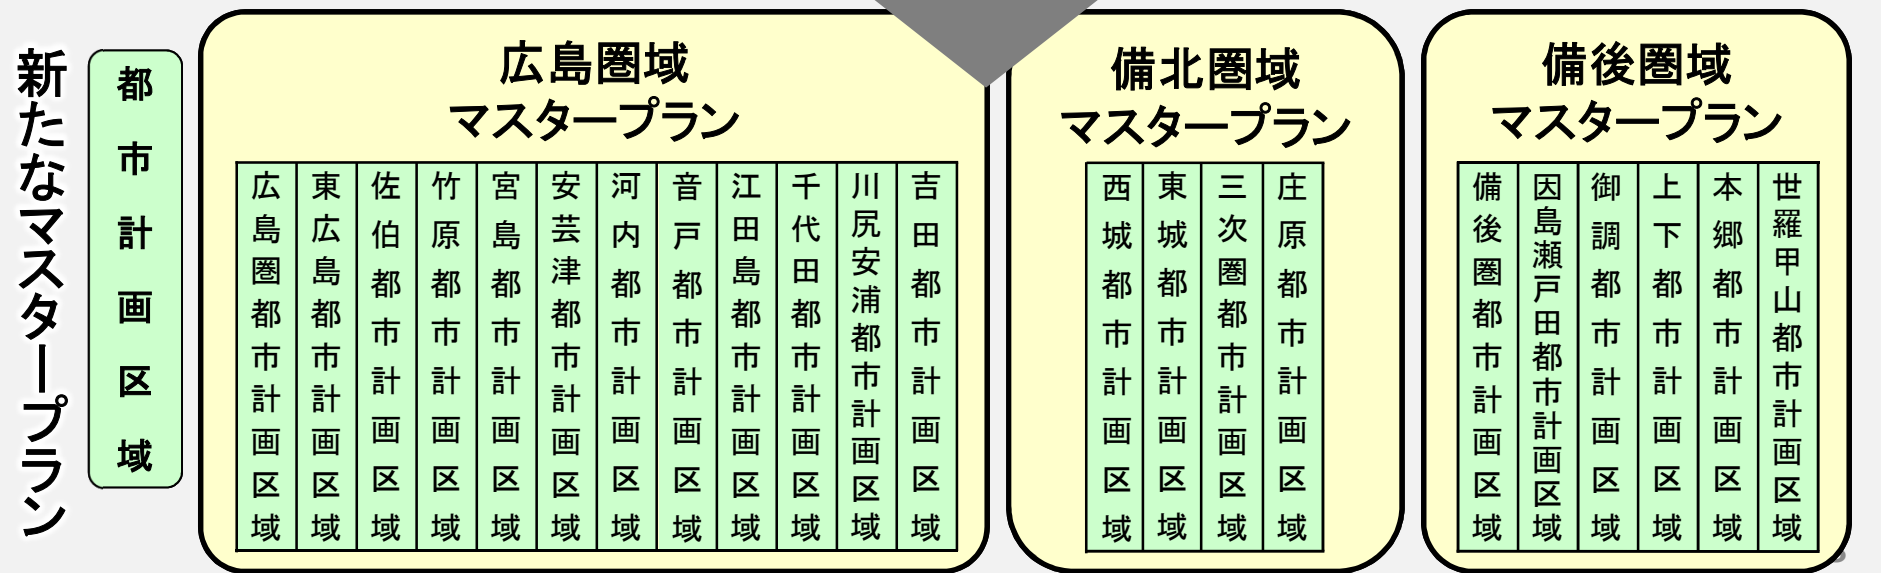 新たなマスタープラン
都市計画区域
広島圏域
マスタープラン
広島圏都市計画区域
東広島都市計画区域
佐伯都市計画区域
竹原都市計画区域
宮島都市計画区域
安芸津都市計画区域
河内都市計画区域
音戸都市計画区域
江田島都市計画区域
千代田都市計画区域
川尻安浦都市計画区域
吉田都市計画区域
備北圏域
マスタープラン
西城都市計画区域
東城都市計画区域
三次圏都市計画区域
庄原都市計画区域
備後圏域
マスタープラン
備後圏都市計画区域
因島瀬戸田都市計画区域
御調都市計画区域
上下都市計画区域
本郷都市計画区域
世羅甲山都市計画区域